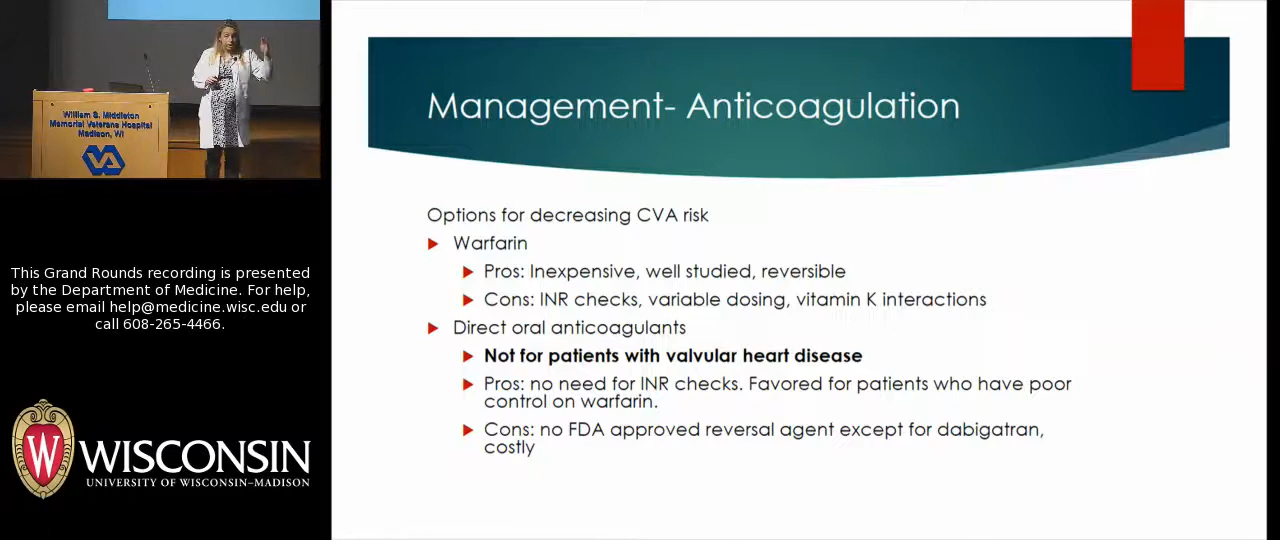 William S. Middleton
Memorial Veterans Hospital
Madison, WI
VA
This Grand Rounds recording is presented
by the Department of Medicine. For help,
please email help@medicine.wisc.edu or
call 608-265-4466.
W
WISCONSIN
UNIVERSITY OF WISCONSIN–MADISON
Management- Anticoagulation
Options for decreasing CVA risk
Warfarin
Pros: Inexpensive, well studied, reversible
Cons: INR checks, variable dosing, vitamin K interactions
Direct oral anticoagulants
Not for patients with valvular heart disease
Pros: no need for INR checks. Favored for patients who have poor
control on warfarin.
Cons: no FDA approved reversal agent except for dabigatran,
costly